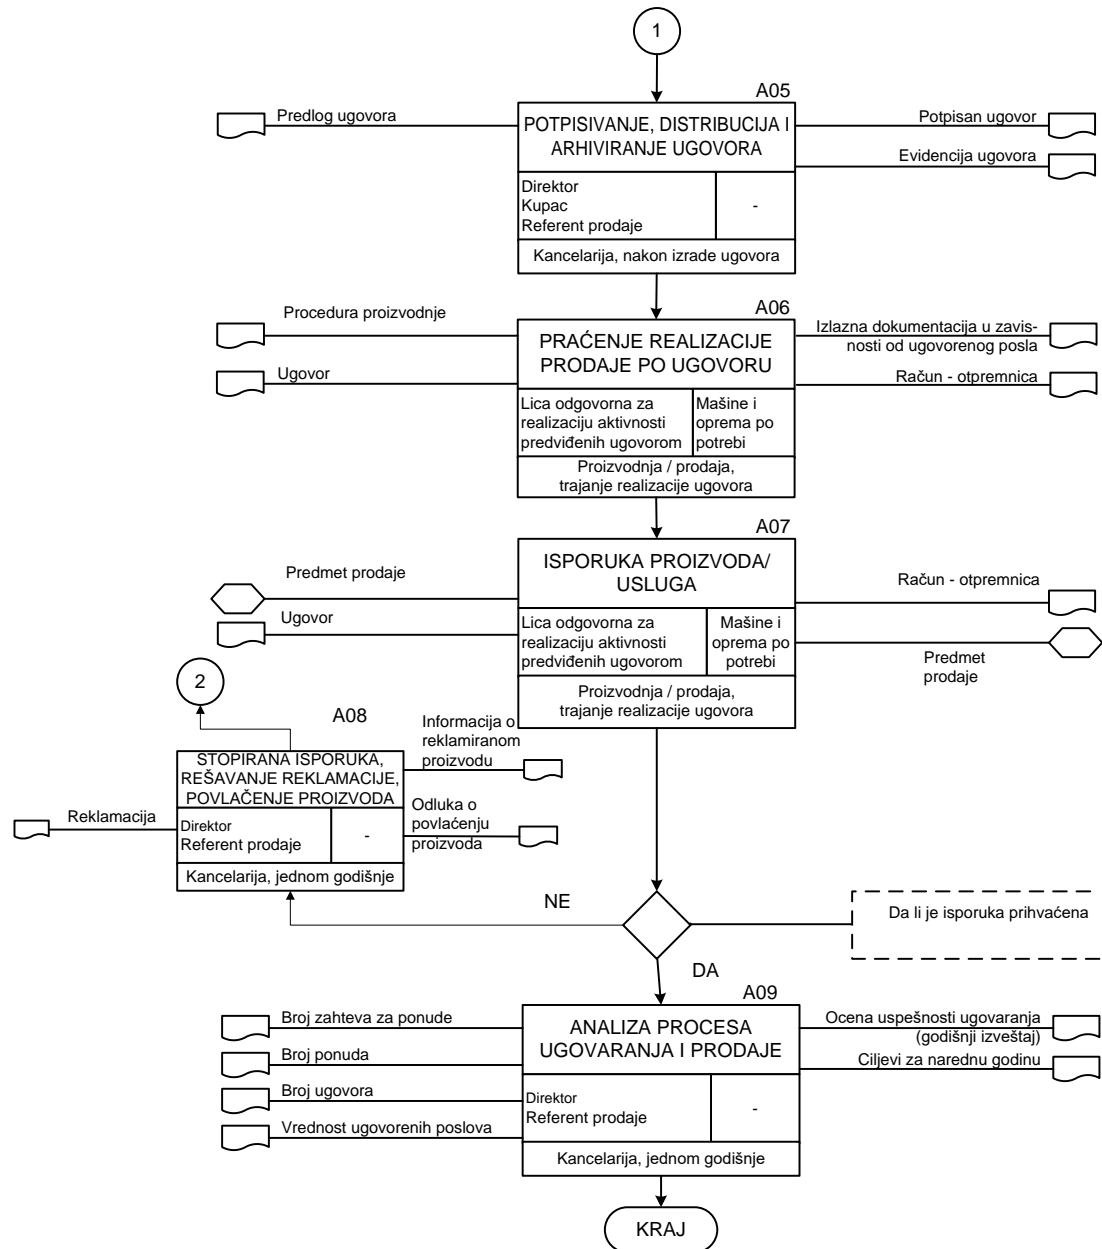 1
A05
Predlog ugovora
POTPISIVANJE, DISTRIBUCIJA I
ARHIVIRANJE UGOVORA
Potpisan ugovor
Evidencija ugovora
Direktor
Kupac
Referent prodaje
-
Kancelarija, nakon izrade ugovora
A06
Procedura proizvodnje
Ugovor
PRAĆENJE REALIZACIJE
PRODAJE PO UGOVORU
Izlazna dokumentacija u zavis-
nosti od ugovorenog posla
Račun - otpremnica
Lica odgovorna za
realizaciju aktivnosti
predviđenih ugovorom
Mašine i
oprema po
potrebi
Proizvodnja / prodaja,
trajanje realizacije ugovora
A07
Predmet prodaje
Ugovor
ISPORUKA PROIZVODA/
USLUGA
Račun - otpremnica
Predmet
prodaje
Lica odgovorna za
realizaciju aktivnosti
predviđenih ugovorom
Mašine i
oprema po
potrebi
Proizvodnja / prodaja,
trajanje realizacije ugovora
2
A08
Reklamacija
STOPIRANA ISPORUKA,
REŠAVANJE REKLAMACIJE,
POVLAČENJE PROIZVODA
Informacija o
reklamiranom
proizvodu
Odluka o
povlaćenju
proizvoda
Direktor
Referent prodaje
-
Kancelarija, jednom godišnje
NE
Da li je isporuka prihvaćena
DA
A09
Broj zahteva za ponude
Broj ponuda
Broj ugovora
Vrednost ugovorenih poslova
ANALIZA PROCESA
UGOVARANJA I PRODAJE
Ocena uspešnosti ugovaranja
(godišnji izveštaj)
Ciljevi za narednu godinu
Direktor
Referent prodaje
-
Kancelarija, jednom godišnje
KRAJ